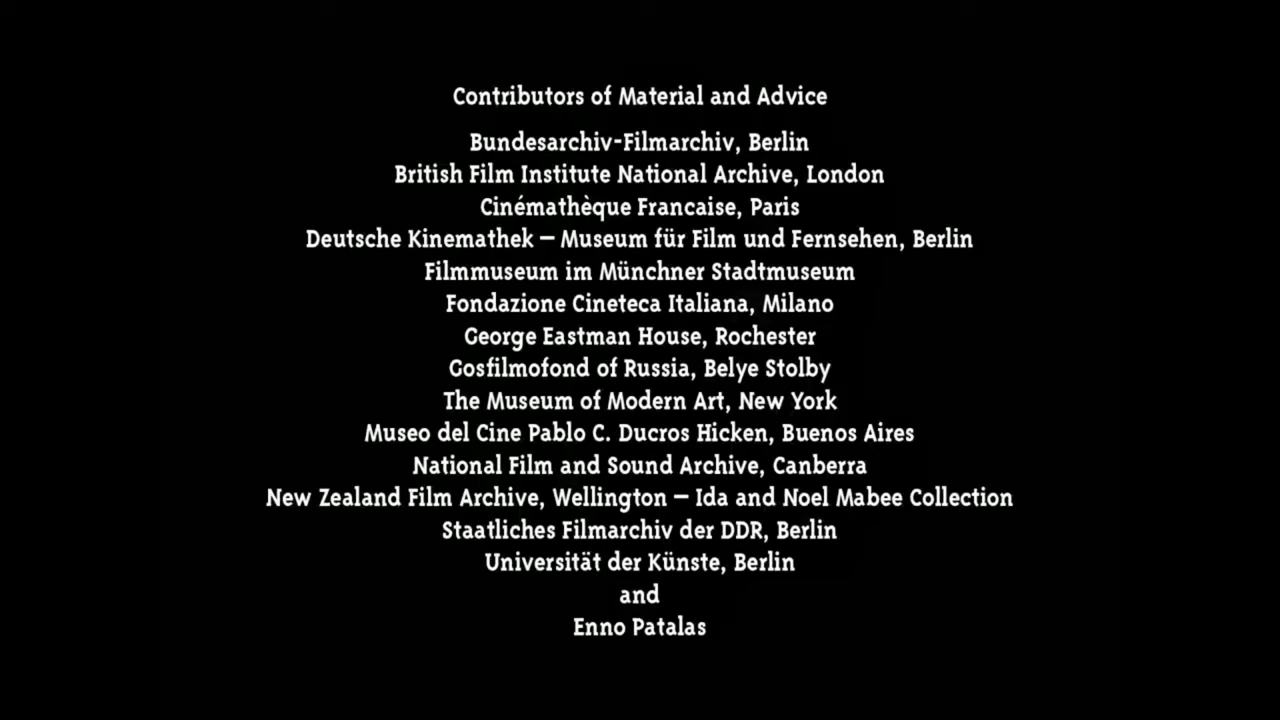 Contributors of Material and Advice
Bundesarchiv-Filmarchiv, Berlin
British Film Institute National Archive, London
Cinémathèque Francaise, Paris
Deutsche Kinemathek – Museum für Film und Fernsehen, Berlin
Filmmuseum im Münchner Stadtmuseum
Fondazione Cineteca Italiana, Milano
George Eastman House, Rochester
Gosfilmofond of Russia, Belye Stolby
The Museum of Modern Art, New York
Museo del Cine Pablo C. Ducros Hicken, Buenos Aires
National Film and Sound Archive, Canberra
New Zealand Film Archive, Wellington – Ida and Noel Mabee Collection
Staatliches Filmarchiv der DDR, Berlin
Universität der Künste, Berlin
and
Enno Patalas